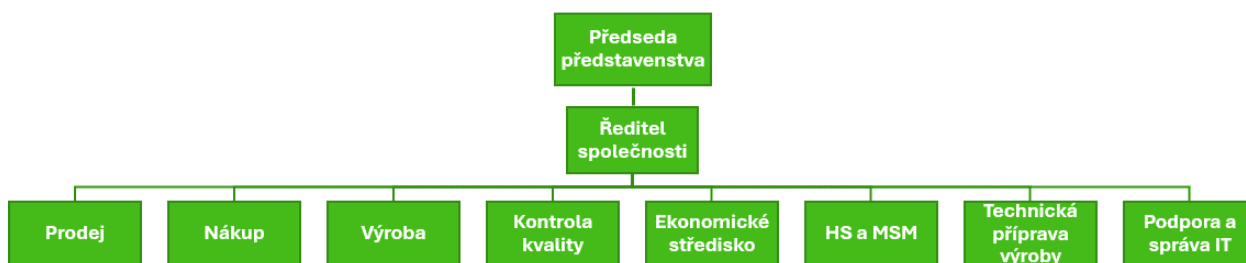 Předseda
představenstva
Ředitel
společnosti
Prodej
Nákup
Výroba
Kontrola
kvality
Ekonomické
středisko
HS a MSM
Technická
příprava
výroby
Podpora a
správa IT